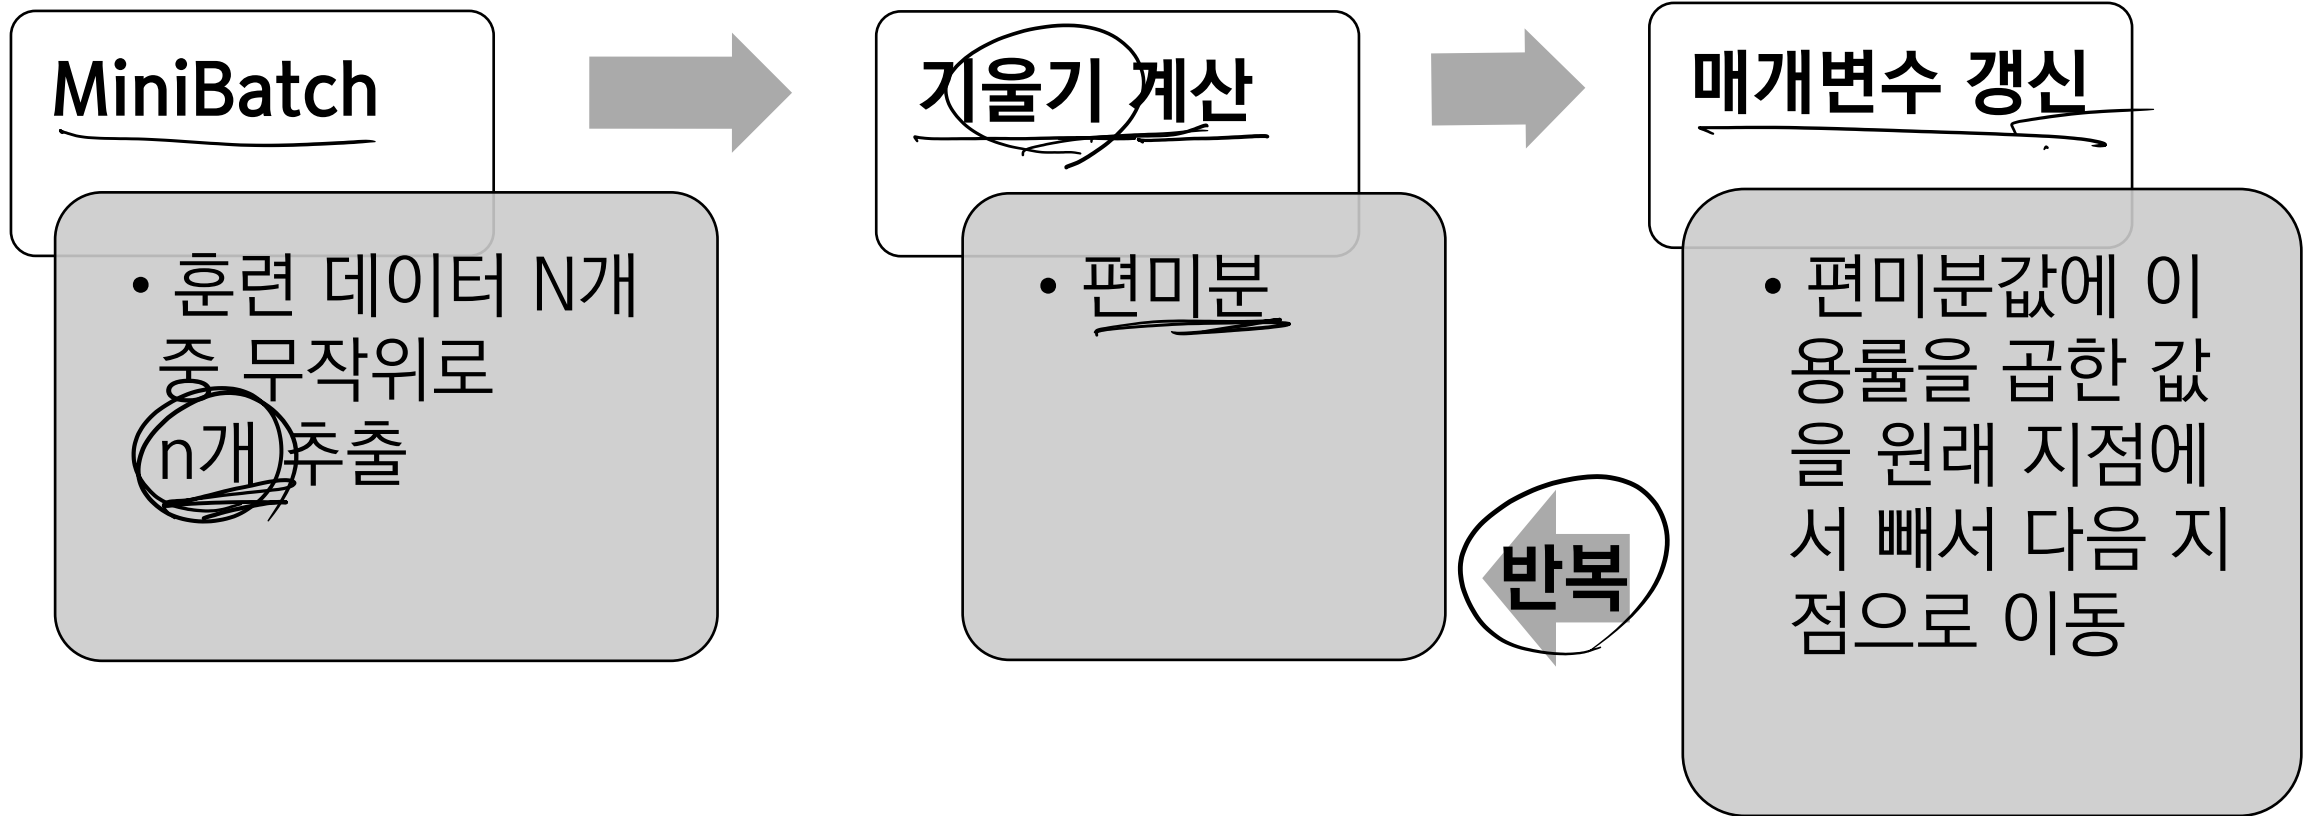 MiniBatch
• 훈련 데이터 N개
중 무작위로
n개 추출
기울기 계산
• 편미분
매개변수 갱신
• 편미분값에 이
용률을 곱한 값
을 원래 지점에
서 빼서 다음 지
점으로 이동
반복